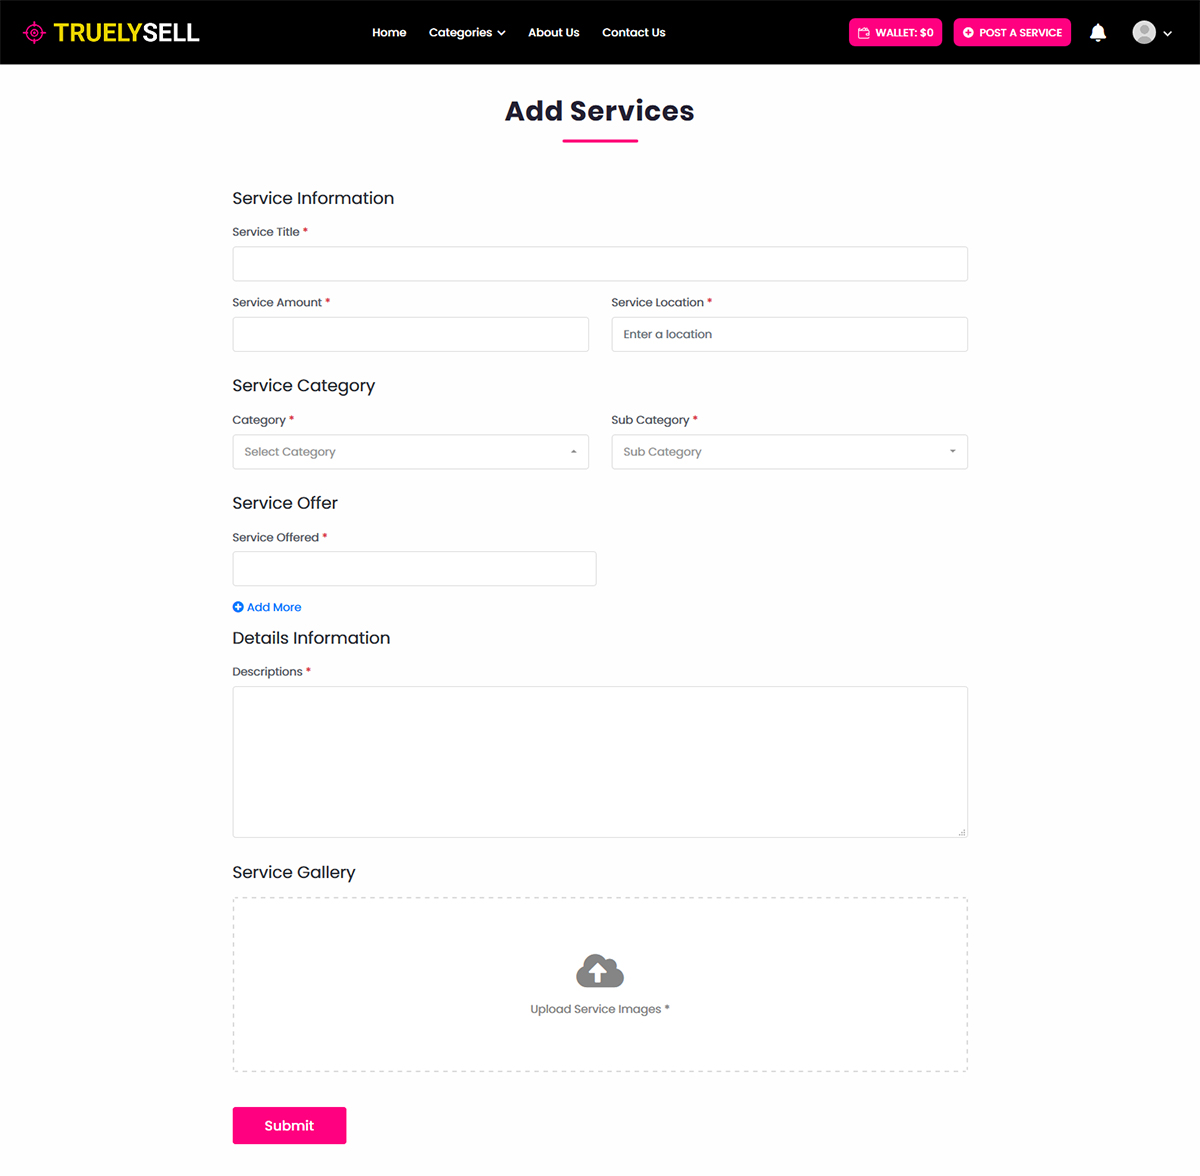 TRUELYSELL Home Categories About Us Contact Us WALLET: $0 POST A SERVICE
Add Services
Service Information
Service Title *
Service Amount * Service Location *
Enter a location
Service Category
Category * Sub Category *
Select Category Sub Category
Service Offer
Service Offered *
Add More
Details Information
Descriptions *
Service Gallery
Upload Service Images *
Submit